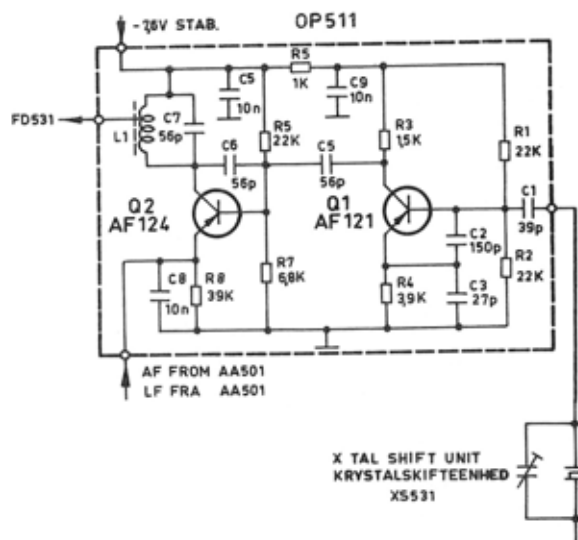 -7,6V STAB.
OP511
FD531
L1
C7
56p
C5
10n
R5
1K
C9
10n
R5
22K
R3
1,5K
R1
22K
C6
56p
C5
56p
C1
39p
Q2
AF124
Q1
AF121
C2
150p
R2
22K
C8
10n
R8
39K
R7
6,8K
R4
3,9K
C3
27p
AF FROM AA501
LF FRA AA501
X TAL SHIFT UNIT
KRYSTALSKIFTEENHED
XS531